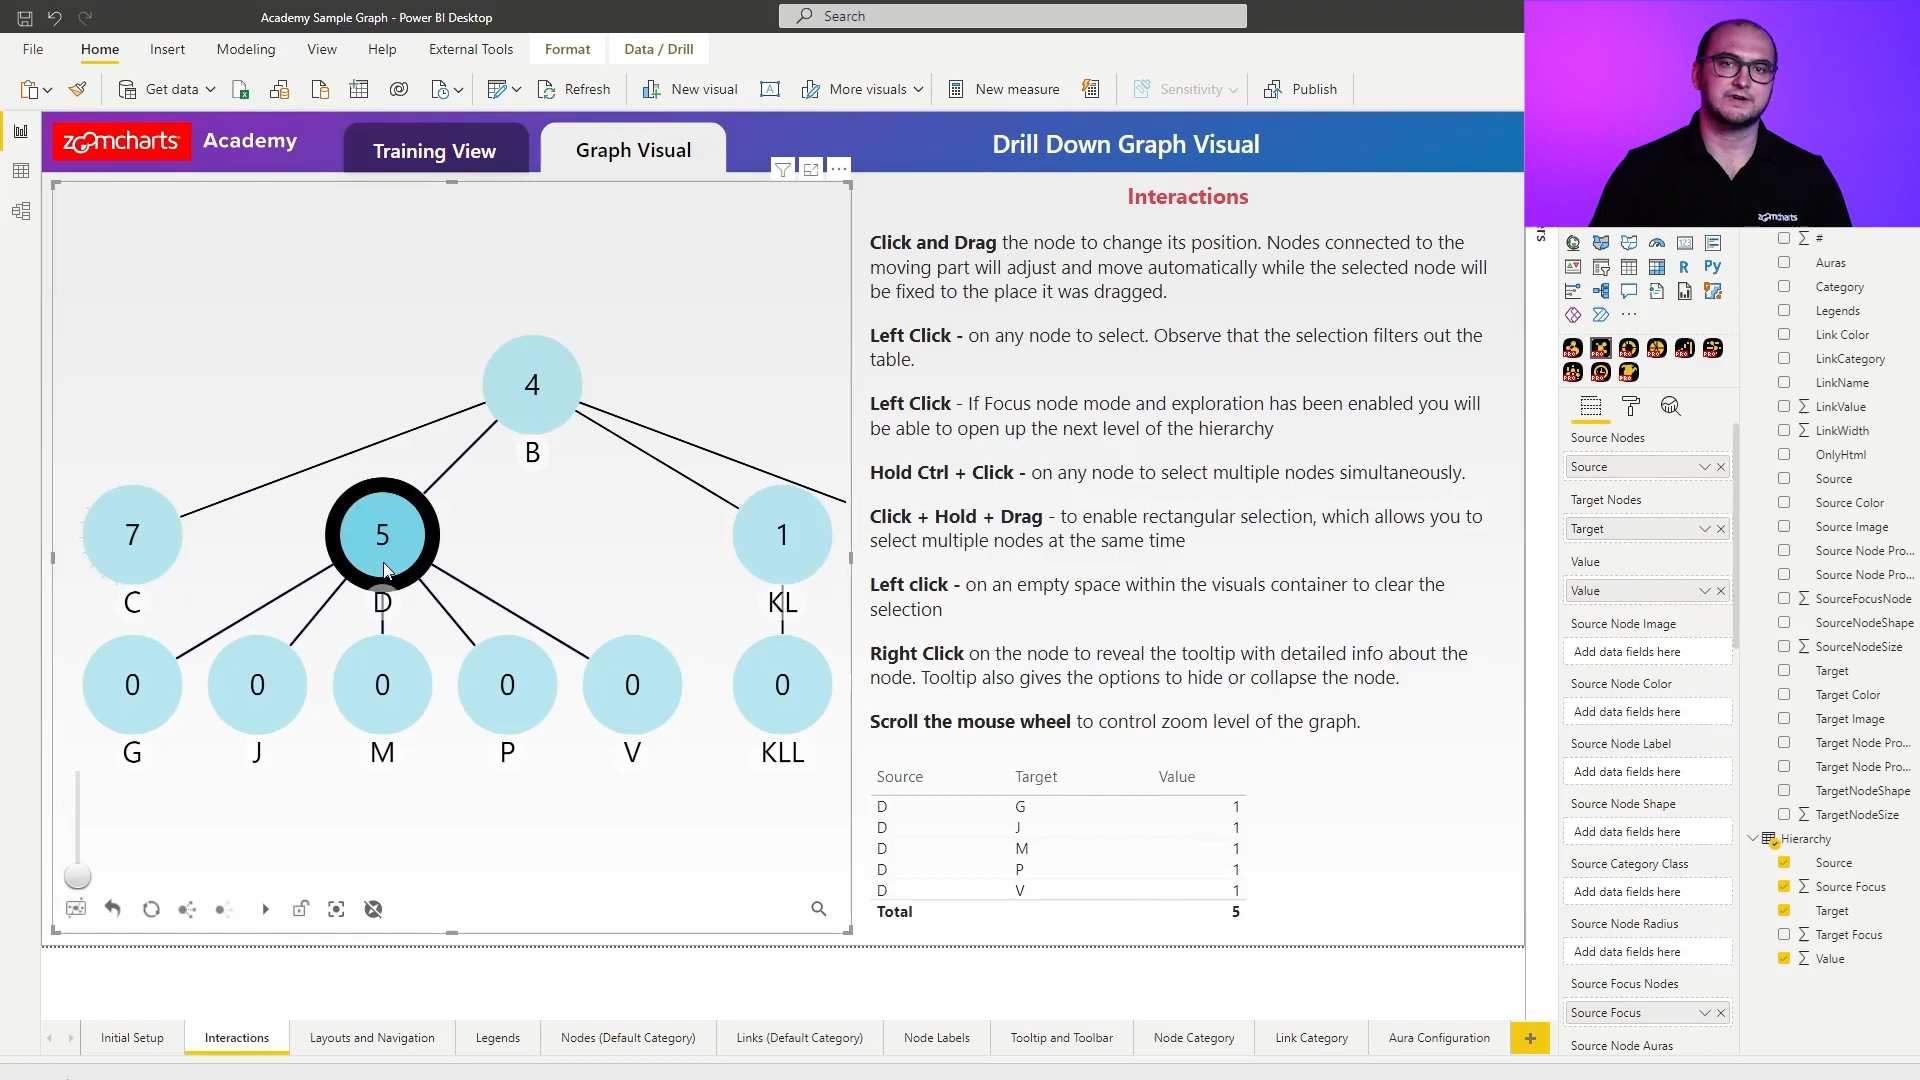 Academy Sample Graph - Power BI Desktop
Search
File
Home
Insert
Modeling
View
Help
External Tools
Format
Data / Drill
Get data
Refresh
New visual
More visuals
New measure
Sensitivity
Publish
zoomcharts
Academy
Training View
Graph Visual
Drill Down Graph Visual
zoomcharts
4
B
7
C
5
D
1
KL
0
G
0
J
0
M
0
P
0
V
0
KLL
Interactions
Click and Drag the node to change its position. Nodes connected to the
moving part will adjust and move automatically while the selected node will
be fixed to the place it was dragged.
Left Click - on any node to select. Observe that the selection filters out the
table.
Left Click - If Focus node mode and exploration has been enabled you will
be able to open up the next level of the hierarchy
Hold Ctrl + Click - on any node to select multiple nodes simultaneously.
Click + Hold + Drag - to enable rectangular selection, which allows you to
select multiple nodes at the same time
Left click - on an empty space within the visuals container to clear the
selection
Right Click on the node to reveal the tooltip with detailed info about the
node. Tooltip also gives the options to hide or collapse the node.
Scroll the mouse wheel to control zoom level of the graph.
Source Target Value
D G 1
D J 1
D M 1
D P 1
D V 1
Total 5
R
Py
PRO
PRO
PRO
PRO
PRO
PRO
PRO
PRO
PRO
Source Nodes
Source
Target Nodes
Target
Value
Value
Source Node Image
Add data fields here
Source Node Color
Add data fields here
Source Node Label
Add data fields here
Source Node Shape
Add data fields here
Source Category Class
Add data fields here
Source Node Radius
Add data fields here
Source Focus Nodes
Source Focus
Source Node Auras
∑ #
Auras
Category
Legends
Link Color
LinkCategory
LinkName
∑ LinkValue
∑ LinkWidth
OnlyHtml
Source
Source Color
Source Image
Source Node Pro...
Source Node Pro...
∑ SourceFocusNode
SourceNodeShape
∑ SourceNodeSize
Target
Target Color
Target Image
Target Node Pro...
Target Node Pro...
TargetNodeShape
∑ TargetNodeSize
Hierarchy
Source
∑ Source Focus
Target
∑ Target Focus
∑ Value
Initial Setup
Interactions
Layouts and Navigation
Legends
Nodes (Default Category)
Links (Default Category)
Node Labels
Tooltip and Toolbar
Node Category
Link Category
Aura Configuration
+